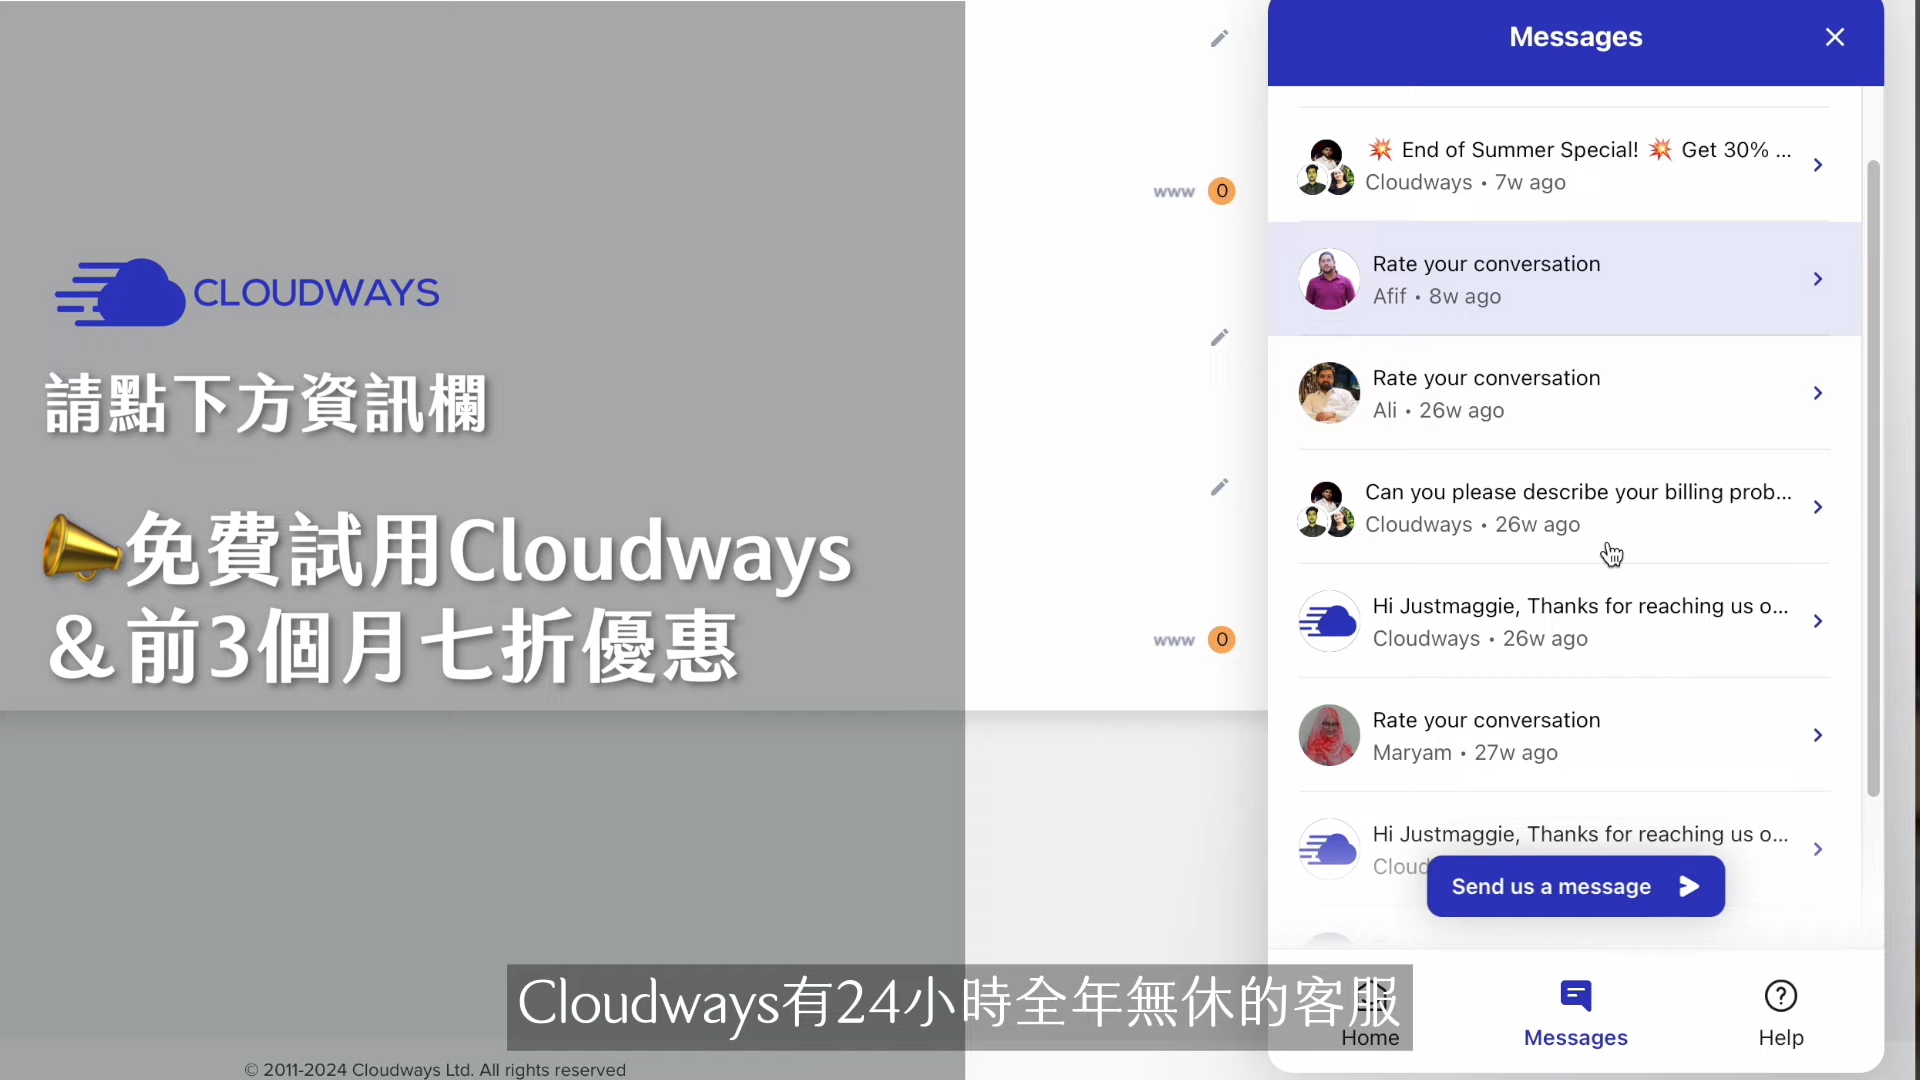 CLOUDWAYS
請點下方資訊欄
免費試用Cloudways
&前3個月七折優惠
www 0
www 0
Messages
End of Summer Special! Get 30% ...
Cloudways • 7w ago
Rate your conversation
Afif • 8w ago
Rate your conversation
Ali • 26w ago
Can you please describe your billing prob...
Cloudways • 26w ago
Hi Justmaggie, Thanks for reaching us o...
Cloudways • 26w ago
Rate your conversation
Maryam • 27w ago
Hi Justmaggie, Thanks for reaching us o...
Cloud
Send us a message
Cloudways有24小時全年無休的客服
Home
Messages
Help
© 2011-2024 Cloudways Ltd. All rights reserved